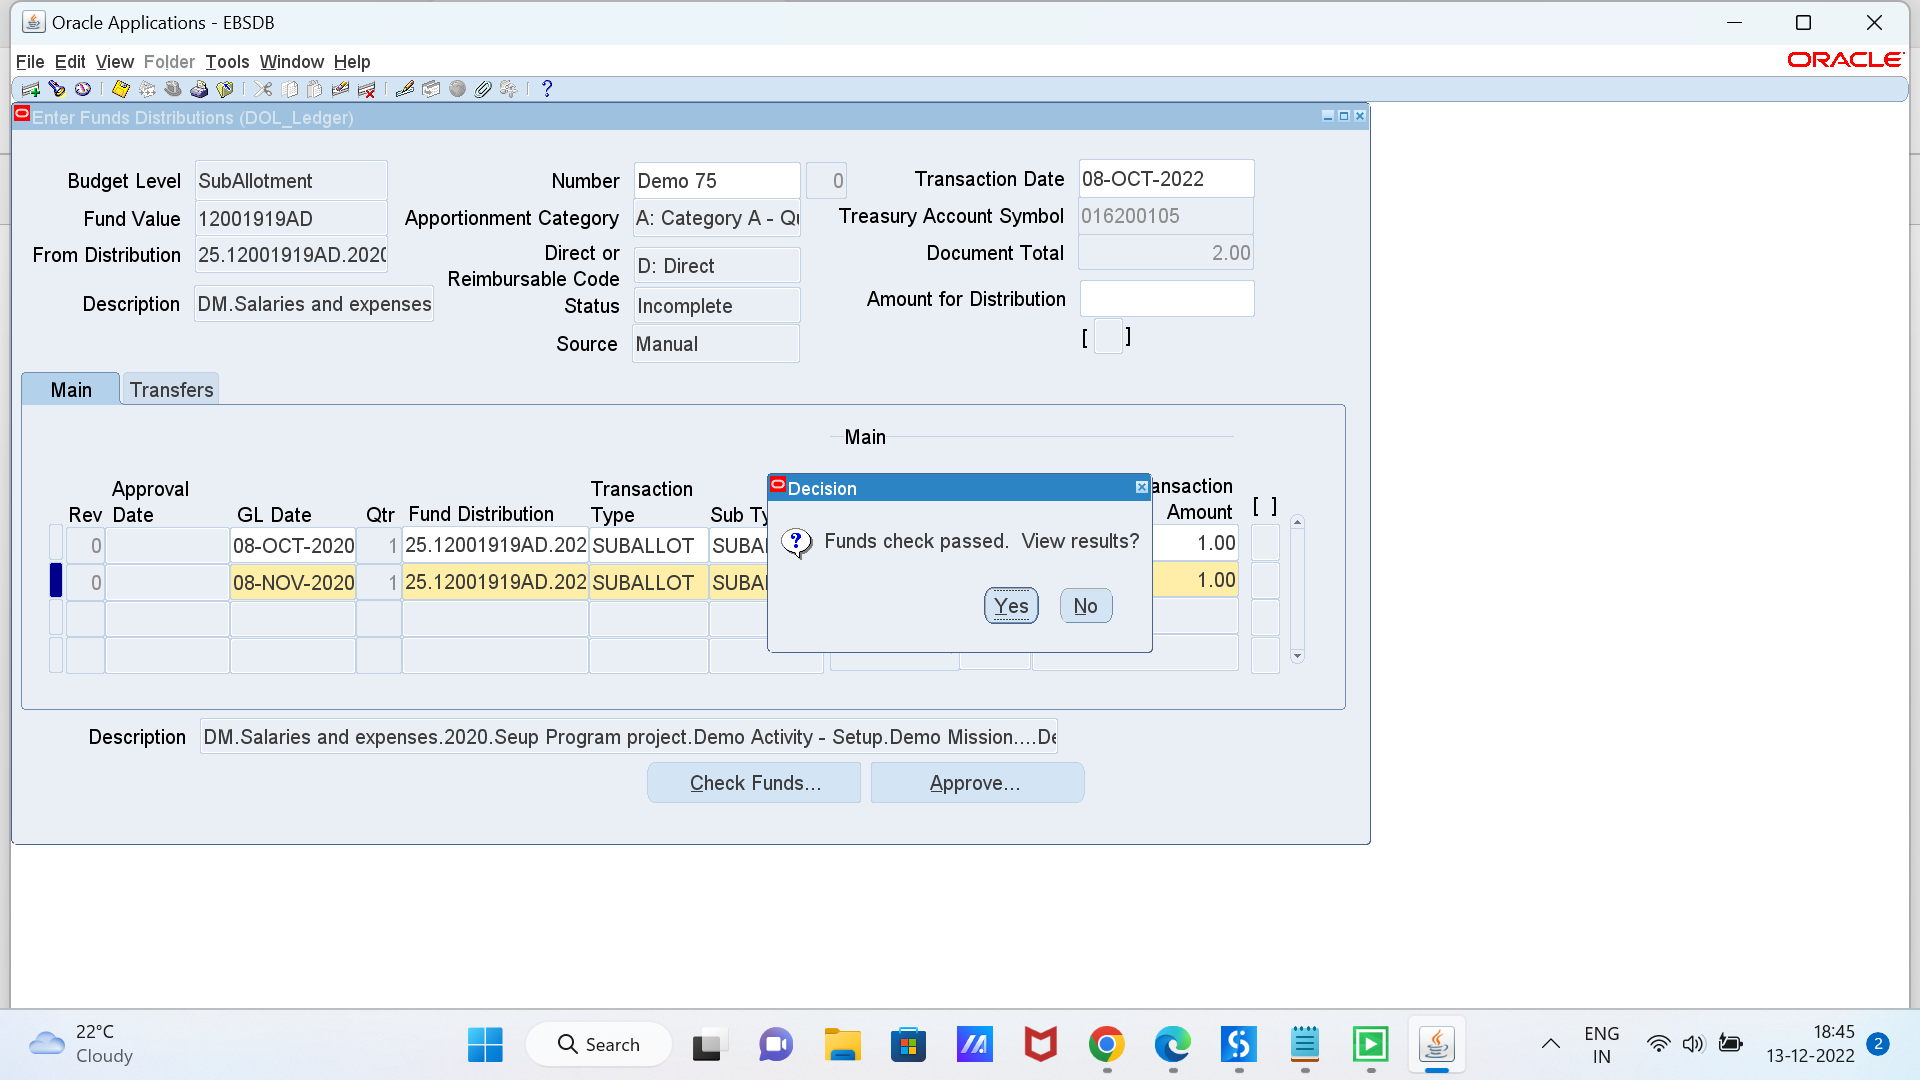 Oracle Applications - EBSDB
File Edit View Folder Tools Window Help
ORACLE
Enter Funds Distributions (DOL_Ledger)
Budget Level SubAllotment Number Demo 75 0 Transaction Date 08-OCT-2022
Fund Value 12001919AD Apportionment Category A: Category A - Qu Treasury Account Symbol 016200105
From Distribution 25.12001919AD.2020 Direct or Reimbursable Code D: Direct Document Total 2.00
Description DM.Salaries and expenses Status Incomplete Amount for Distribution
Source Manual [ ]
Main Transfers
Main
Rev Approval Date GL Date Qtr Fund Distribution Transaction Type Sub Ty ansaction Amount [ ]
0 08-OCT-2020 1 25.12001919AD.202 SUBALLOT SUBAL 1.00
0 08-NOV-2020 1 25.12001919AD.202 SUBALLOT SUBAL 1.00
Decision
Funds check passed. View results?
Yes No
Description DM.Salaries and expenses.2020.Seup Program project.Demo Activity - Setup.Demo Mission....De
Check Funds... Approve...
22°C
Cloudy
Search
ENG
IN
18:45
13-12-2022
2